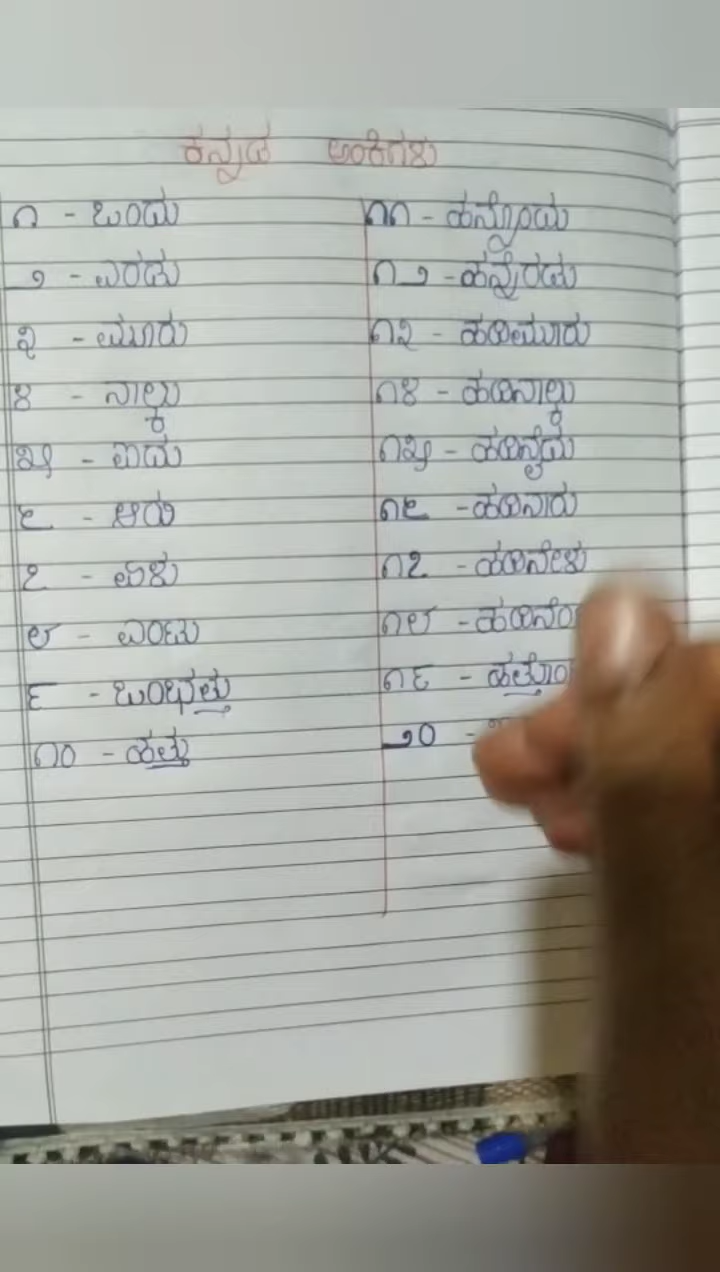 ಕನ್ನಡ ಅಂಕಿಗಳು
೧ - ಒಂದು
೨ - ಎರಡು
೩ - ಮೂರು
೪ - ನಾಲ್ಕು
೫ - ಐದು
೬ - ಆರು
೭ - ಏಳು
೮ - ಎಂಟು
೯ - ಒಂಭತ್ತು
೧೦ - ಹತ್ತು
೧೧ - ಹನ್ನೊಂದು
೧೨ - ಹನ್ನೆರಡು
೧೩ - ಹದಿಮೂರು
೧೪ - ಹದಿನಾಲ್ಕು
೧೫ - ಹದಿನೈದು
೧೬ - ಹದಿನಾರು
೧೭ - ಹದಿನೇಳು
೧೮ -
೧೯ -
೨೦ -